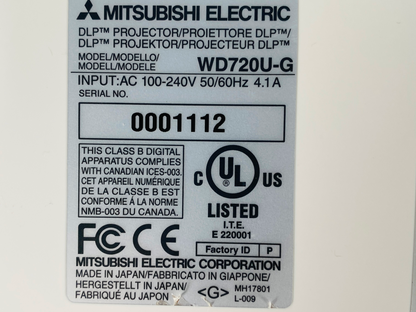 MITSUBISHI ELECTRIC
DLP™ PROJECTOR/PROIETTORE DLP™/
DLP™ PROJEKTOR/PROJECTEUR DLP™
MODEL/MODELLO/
MODELL/MODÈLE WD720U-G
INPUT:AC 100-240V 50/60Hz 4.1A
SERIAL NO.
0001112
THIS CLASS B DIGITAL
APPARATUS COMPLIES
WITH CANADIAN ICES-003.
CET APPAREIL NUMÉRIQUE
DE LA CLASSE B EST
CONFORME À LA NORME
NMB-003 DU CANADA.
C UL ® US
LISTED
I.T.E.
E 220001
FC CE
Factory ID P
MITSUBISHI ELECTRIC CORPORATION
MADE IN JAPAN/FABBRICATO IN GIAPPONE/
HERGESTELLT IN JAPAN/
FABRIQUÉ AU JAPON
<G> MH17801
L-009